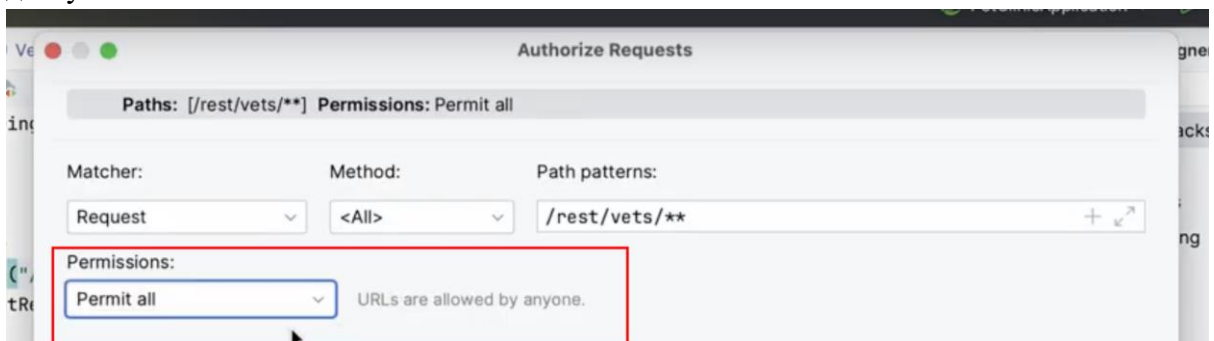 Authorize Requests
Paths: [/rest/vets/**] Permissions: Permit all
Matcher: Method: Path patterns:
Request <All> /rest/vets/**
Permissions:
Permit all URLs are allowed by anyone.